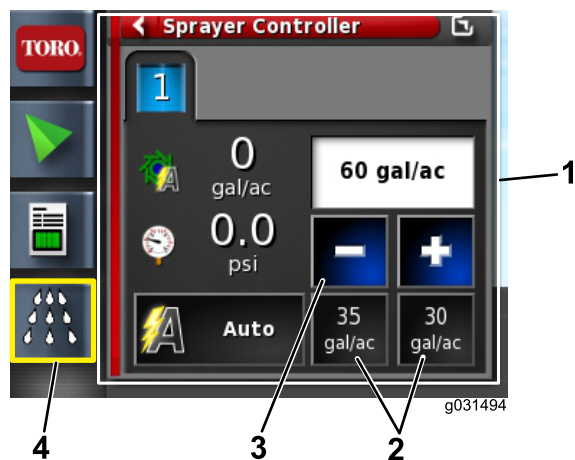 TORO.
Sprayer Controller
1
0
gal/ac
60 gal/ac
0.0
psi
Auto
35
gal/ac
30
gal/ac
1
g031494
4
3
2